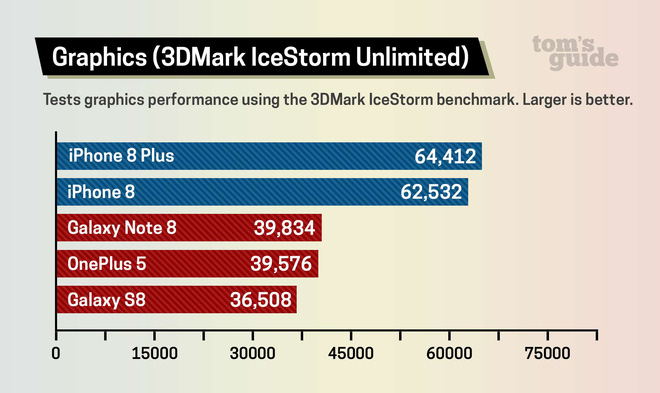 Graphics (3DMark IceStorm Unlimited)
tom's
guide
Tests graphics performance using the 3DMark IceStorm benchmark. Larger is better.
iPhone 8 Plus 64,412
iPhone 8 62,532
Galaxy Note 8 39,834
OnePlus 5 39,576
Galaxy S8 36,508
0 15000 30000 45000 60000 75000